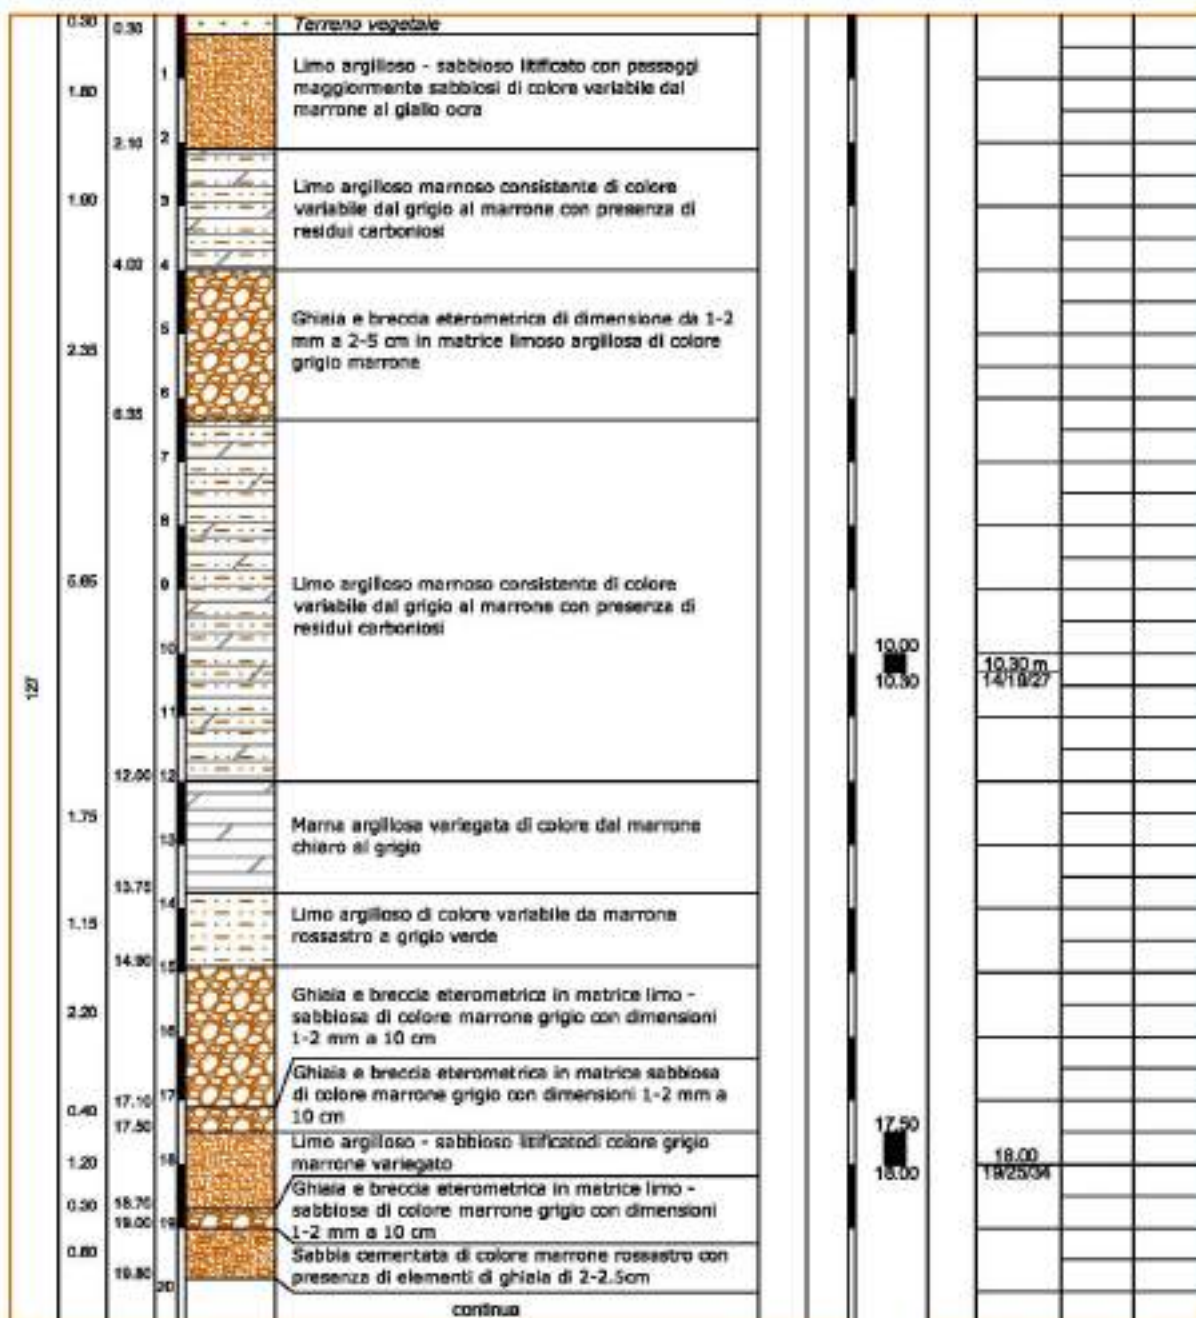 0.30 0.30 Terreno vegetale
Limo argilloso - sabbioso litificato con passaggi
maggiormente sabbiosi di colore variabile dal
marrone al giallo ocra
1
1.80
2
2.10
Limo argilloso marnoso consistente di colore
variabile dal grigio al marrone con presenza di
residui carboniosi
3
4.00 4
Ghiaia e breccia eterometrica di dimensione da 1-2
mm a 2-5 cm in matrice limoso argillosa di colore
grigio marrone
5
2.35
6
6.35
7
8
9
Limo argilloso marnoso consistente di colore
variabile dal grigio al marrone con presenza di
residui carboniosi
10
10.00
10.30
10.30 m
14/19/27
127
11
12.00 12
1.75
Marna argillosa variegata di colore dal marrone
chiaro al grigio
13
13.75
14
Limo argilloso di colore variabile da marrone
rossastro a grigio verde
1.15
14.90 15
Ghiaia e breccia eterometrica in matrice limo -
sabbiosa di colore marrone grigio con dimensioni
1-2 mm a 10 cm
2.20
16
Ghiaia e breccia eterometrica in matrice sabbiosa
di colore marrone grigio con dimensioni 1-2 mm a
10 cm
17
17.10
0.40
17.50
17.50
18.00
18.00
19/25/34
Limo argilloso - sabbioso litificatodi colore grigio
marrone variegato
1.20 18
Ghiaia e breccia eterometrica in matrice limo -
sabbiosa di colore marrone grigio con dimensioni
1-2 mm a 10 cm
0.30 18.70
19.00 19
Sabbia cementata di colore marrone rossastro con
presenza di elementi di ghiaia di 2-2.5cm
0.80
19.80
20
continua